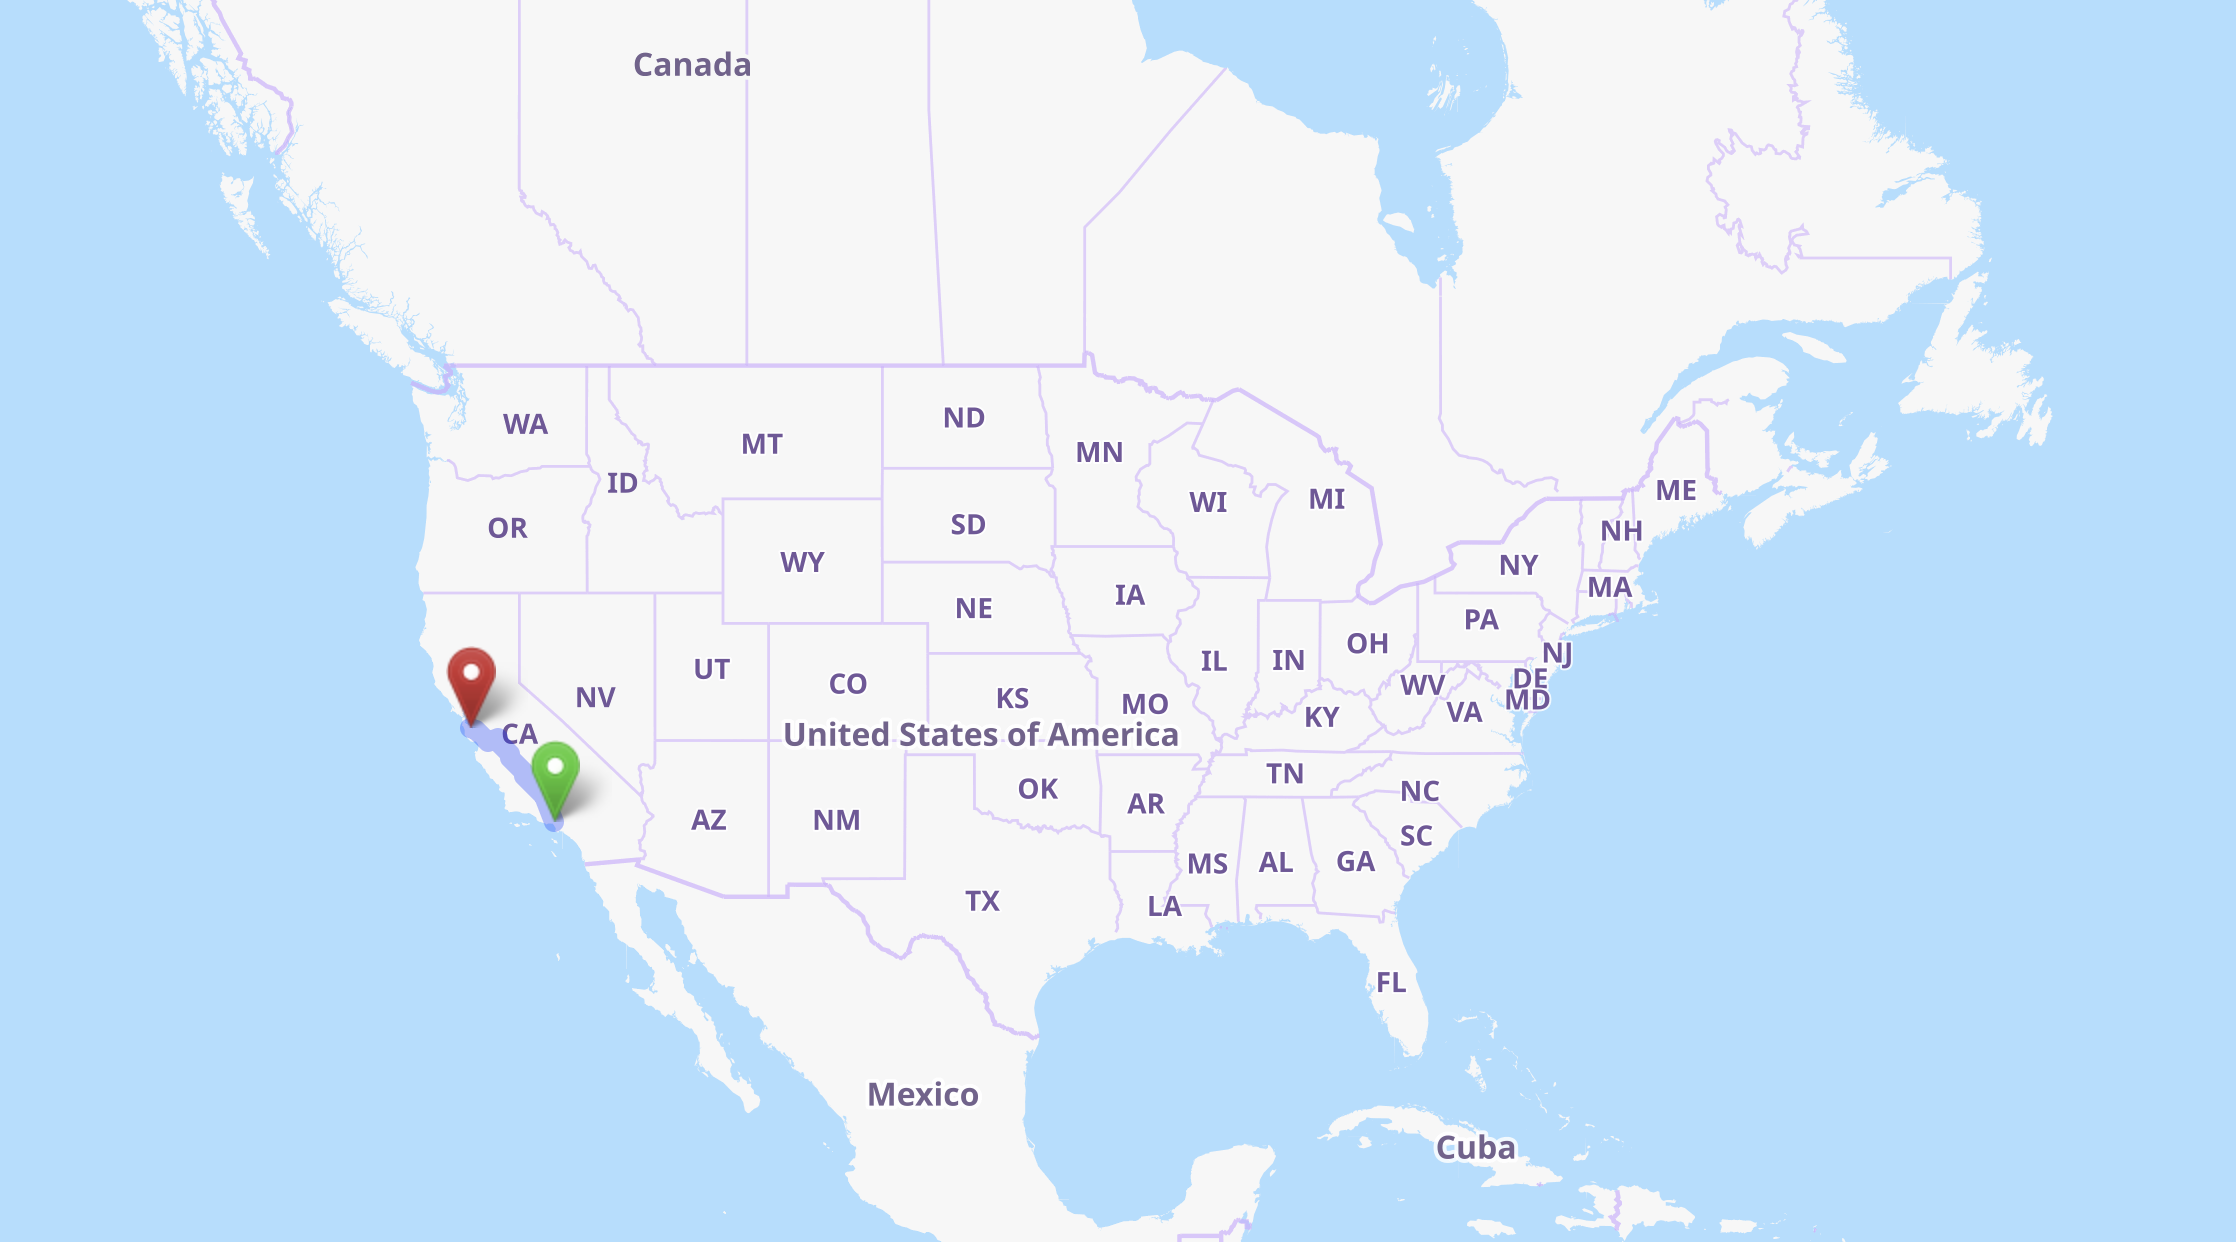 Canada
WA
MT
ND
MN
ID
OR
SD
WI
MI
ME
NH
NY
MA
WY
IA
NE
PA
OH
NJ
IL
IN
UT
CO
NV
KS
MO
WV
DE
MD
VA
KY
CA
United States of America
TN
OK
AR
NC
AZ
NM
SC
MS
AL
GA
TX
LA
FL
Mexico
Cuba